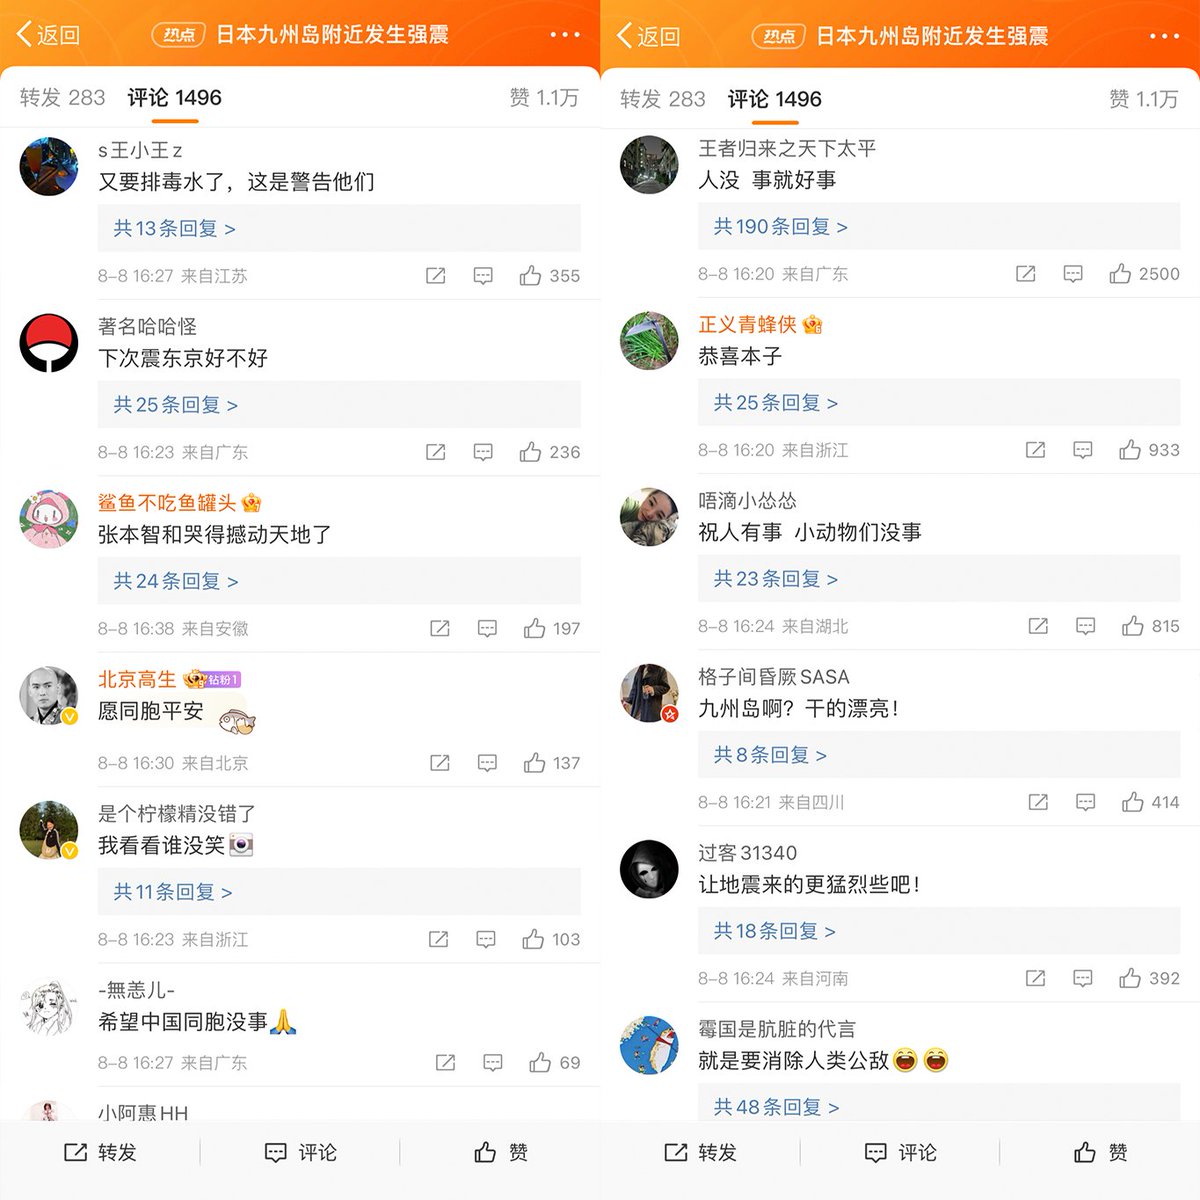 返回
热点 日本九州岛附近发生强震
转发 283 评论 1496
赞 1.1万
s王小王z
又要排毒水了，这是警告他们
共13条回复 >
8-8 16:27 来自江苏
355
著名哈哈怪
下次震东京好不好
共25条回复 >
8-8 16:23 来自广东
236
鲨鱼不吃鱼罐头
张本智和哭得撼动天地了
共24条回复 >
8-8 16:38 来自安徽
197
北京高生 钻粉1
愿同胞平安
8-8 16:30 来自北京
137
是个柠檬精没错了
我看看谁没笑
共11条回复 >
8-8 16:23 来自浙江
103
-無恙儿-
希望中国同胞没事🙏
8-8 16:27 来自广东
69
小阿惠HH
转发
评论
赞
返回
热点 日本九州岛附近发生强震
转发 283 评论 1496
赞 1.1万
王者归来之天下太平
人没 事就好事
共190条回复 >
8-8 16:20 来自广东
2500
正义青蜂侠
恭喜本子
共25条回复 >
8-8 16:20 来自浙江
933
唔滴小怂怂
祝人有事 小动物们没事
共23条回复 >
8-8 16:24 来自湖北
815
格子间昏厥SASA
九州岛啊？干的漂亮！
共8条回复 >
8-8 16:21 来自四川
414
过客31340
让地震来的更猛烈些吧！
共18条回复 >
8-8 16:24 来自河南
392
霉国是肮脏的代言
就是要消除人类公敌😄😄
共48条回复 >
转发
评论
赞